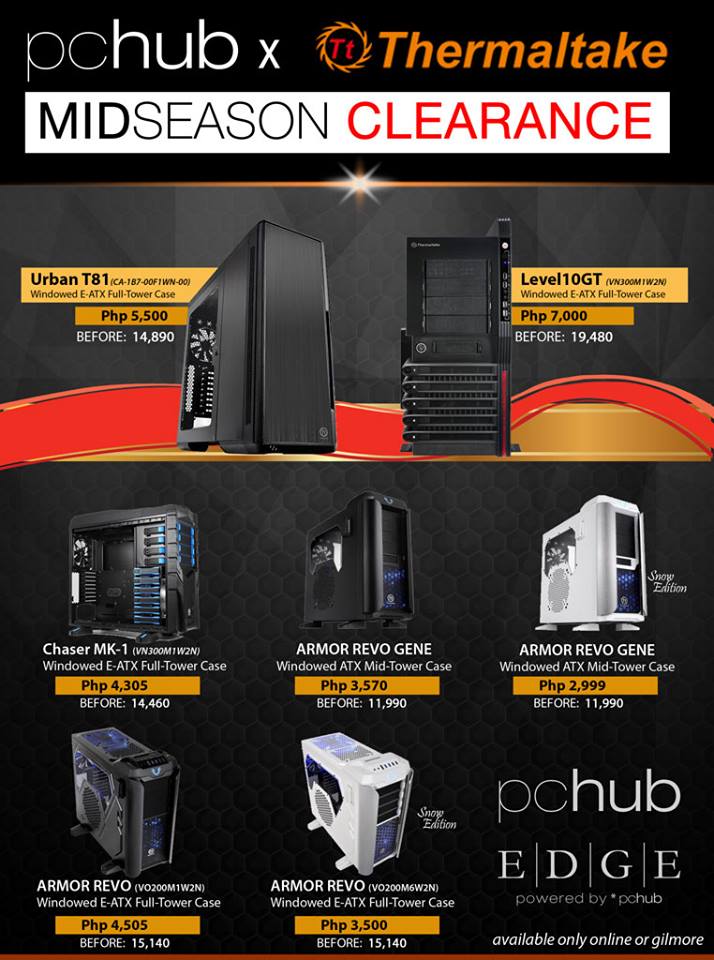 pchub x Tt Thermaltake
MIDSEASON CLEARANCE
Urban T81 (CA-1B7-00F1WN-00)
Windowed E-ATX Full-Tower Case
Php 5,500
BEFORE: 14,890
Thermaltake
Level10GT (VN300M1W2N)
Windowed E-ATX Full-Tower Case
Php 7,000
BEFORE: 19,480
Chaser MK-1 (VN300M1W2N)
Windowed E-ATX Full-Tower Case
Php 4,305
BEFORE: 14,460
ARMOR REVO GENE
Windowed ATX Mid-Tower Case
Php 3,570
BEFORE: 11,990
Snow
Edition
ARMOR REVO GENE
Windowed ATX Mid-Tower Case
Php 2,999
BEFORE: 11,990
ARMOR REVO (VO200M1W2N)
Windowed E-ATX Full-Tower Case
Php 4,505
BEFORE: 15,140
Snow
Edition
ARMOR REVO (VO200M6W2N)
Windowed E-ATX Full-Tower Case
Php 3,500
BEFORE: 15,140
pchub
E|D|G|E
powered by *pchub
available only online or gilmore